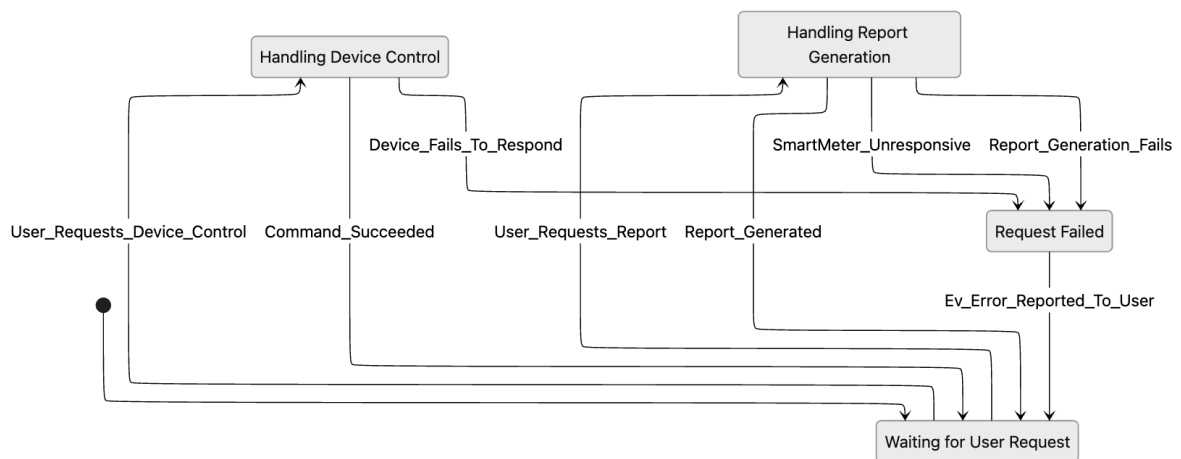 Handling Report
Generation
Handling Device Control
Device_Fails_To_Respond
SmartMeter_Unresponsive
Report_Generation_Fails
User_Requests_Device_Control
Command_Succeeded
User_Requests_Report
Report_Generated
Request Failed
Ev_Error_Reported_To_User
Waiting for User Request